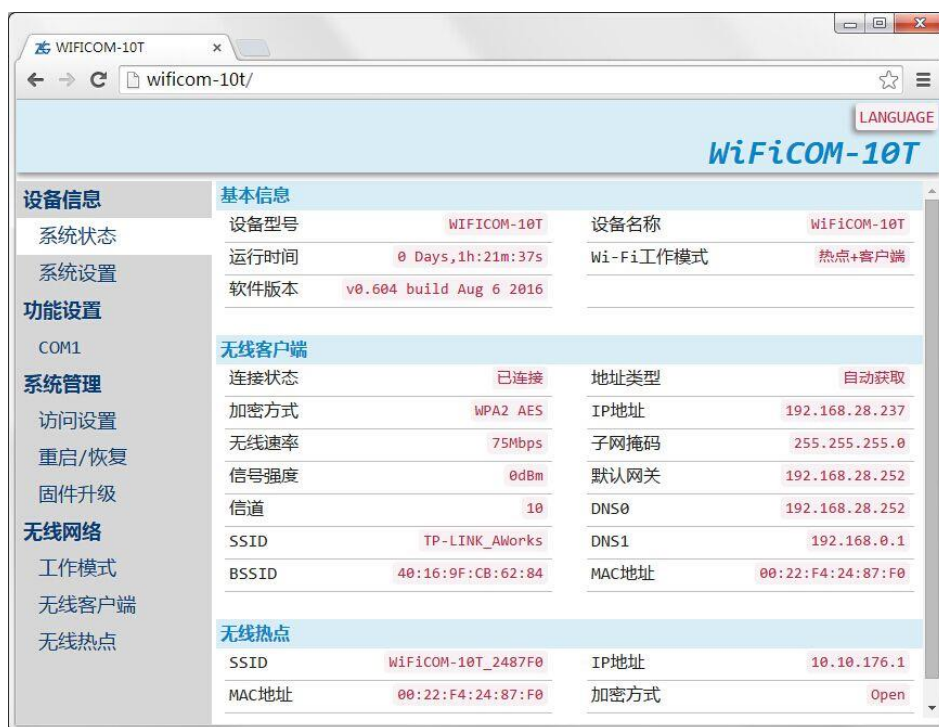 WIFICOM-10T
wificom-10t/
LANGUAGE
WiFiCOM-10T
设备信息
系统状态
系统设置
功能设置
COM1
系统管理
访问设置
重启/恢复
固件升级
无线网络
工作模式
无线客户端
无线热点
基本信息
设备型号 WIFICOM-10T 设备名称 WiFiCOM-10T
运行时间 0 Days,1h:21m:37s Wi-Fi工作模式 热点+客户端
软件版本 v0.604 build Aug 6 2016
无线客户端
连接状态 已连接 地址类型 自动获取
加密方式 WPA2 AES IP地址 192.168.28.237
无线速率 75Mbps 子网掩码 255.255.255.0
信号强度 0dBm 默认网关 192.168.28.252
信道 10 DNS0 192.168.28.252
SSID TP-LINK_AWorks DNS1 192.168.0.1
BSSID 40:16:9F:CB:62:84 MAC地址 00:22:F4:24:87:F0
无线热点
SSID WiFiCOM-10T_2487F0 IP地址 10.10.176.1
MAC地址 00:22:F4:24:87:F0 加密方式 Open